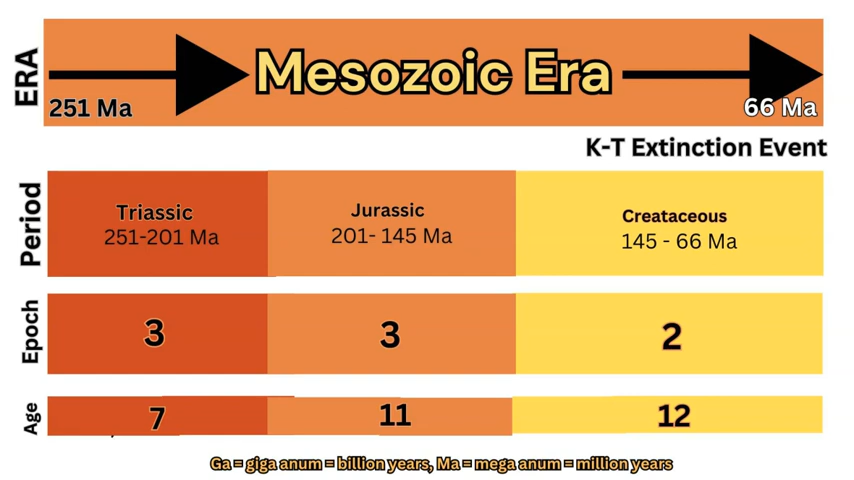 ERA
Mesozoic Era
251 Ma
66 Ma
K-T Extinction Event
Period
Triassic
251-201 Ma
Jurassic
201- 145 Ma
Creataceous
145 - 66 Ma
Epoch
3
3
2
Age
7
11
12
Ga = giga anum = billion years, Ma = mega anum = million years